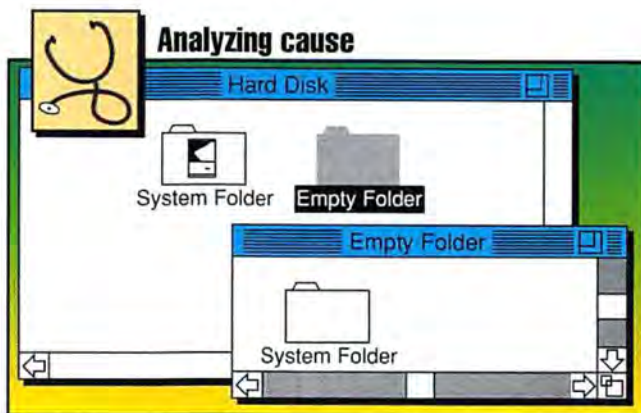 Analyzing cause
Hard Disk
System Folder
Empty Folder
Empty Folder
System Folder